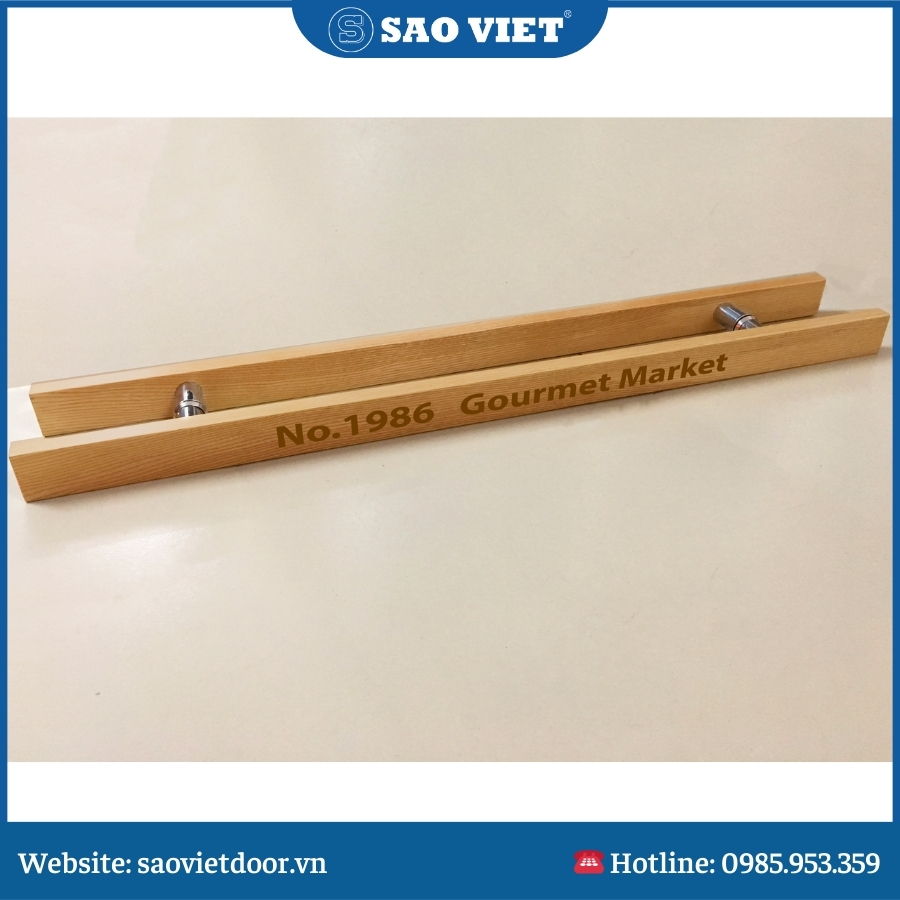 S SAO VIET®
No.1986 Gourmet Market
Website: saovietdoor.vn
☎️ Hotline: 0985.953.359